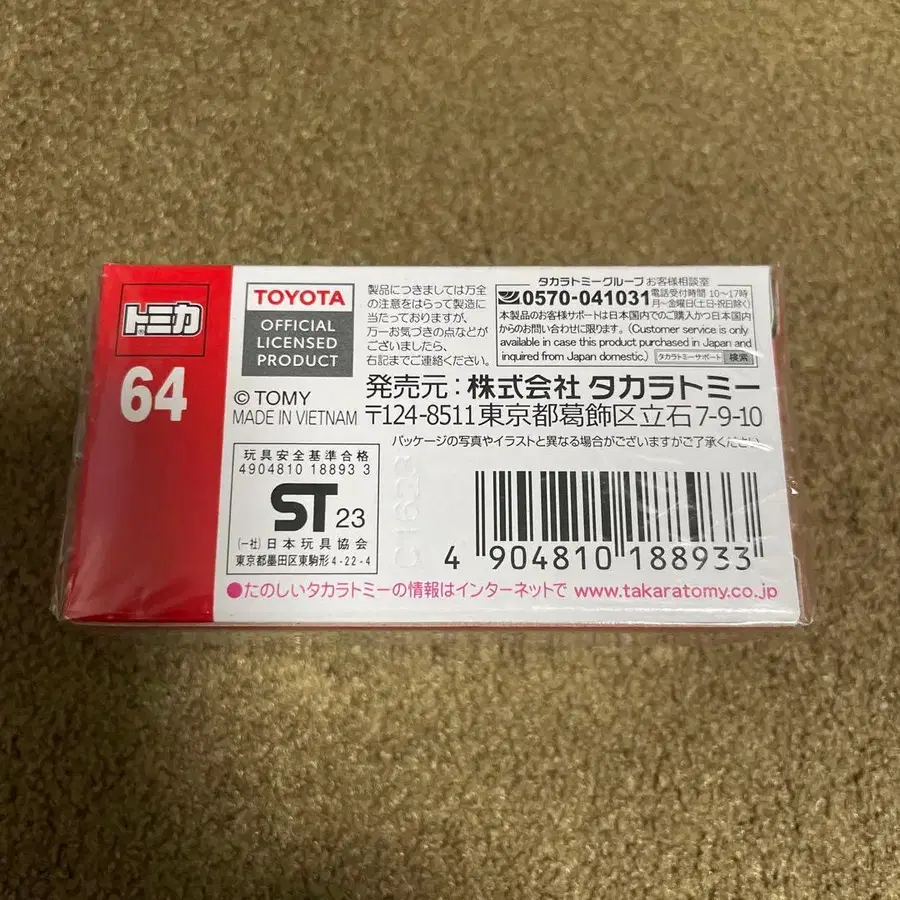 トミカ
64
TOYOTA
OFFICIAL
LICENSED
PRODUCT
© TOMY
MADE IN VIETNAM
製品につきましては万全
の注意をはらって製造に
当たっておりますが、
万一お気づきの点などが
ございましたら、
右記までご連絡ください。
タカラトミーグループお客様相談室
0570-041031 電話受付時間 10～17時
月～金曜日(土・日・祝日除く)
本製品のお客様サポートは日本国内でのご購入かつ日本国内
からのお問い合わせに限ります。(Customer service is only
available in case this product purchased in Japan and
inquired from Japan domestic.) タカラトミーサポート 検索
発売元：株式会社 タカラトミー
〒124-8511 東京都葛飾区立石7-9-10
パッケージの写真やイラストと異なる場合がございますがご了承ください。
玩具安全基準合格
4904810 18893 3
ST 23
(一社)日本玩具協会
東京都墨田区東駒形4-22-4
4 904810 188933
●たのしいタカラトミーの情報はインターネットで www.takaratomy.co.jp